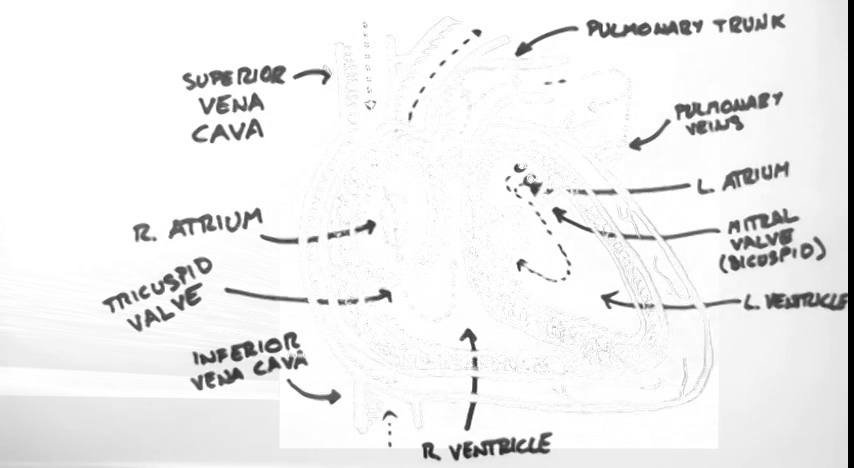 PULMONARY TRUNK
SUPERIOR
VENA
CAVA
PULMONARY
VEINS
L. ATRIUM
R. ATRIUM
MITRAL
VALVE
(BICUSPID)
TRICUSPID
VALVE
L. VENTRICLE
INFERIOR
VENA CAVA
R. VENTRICLE